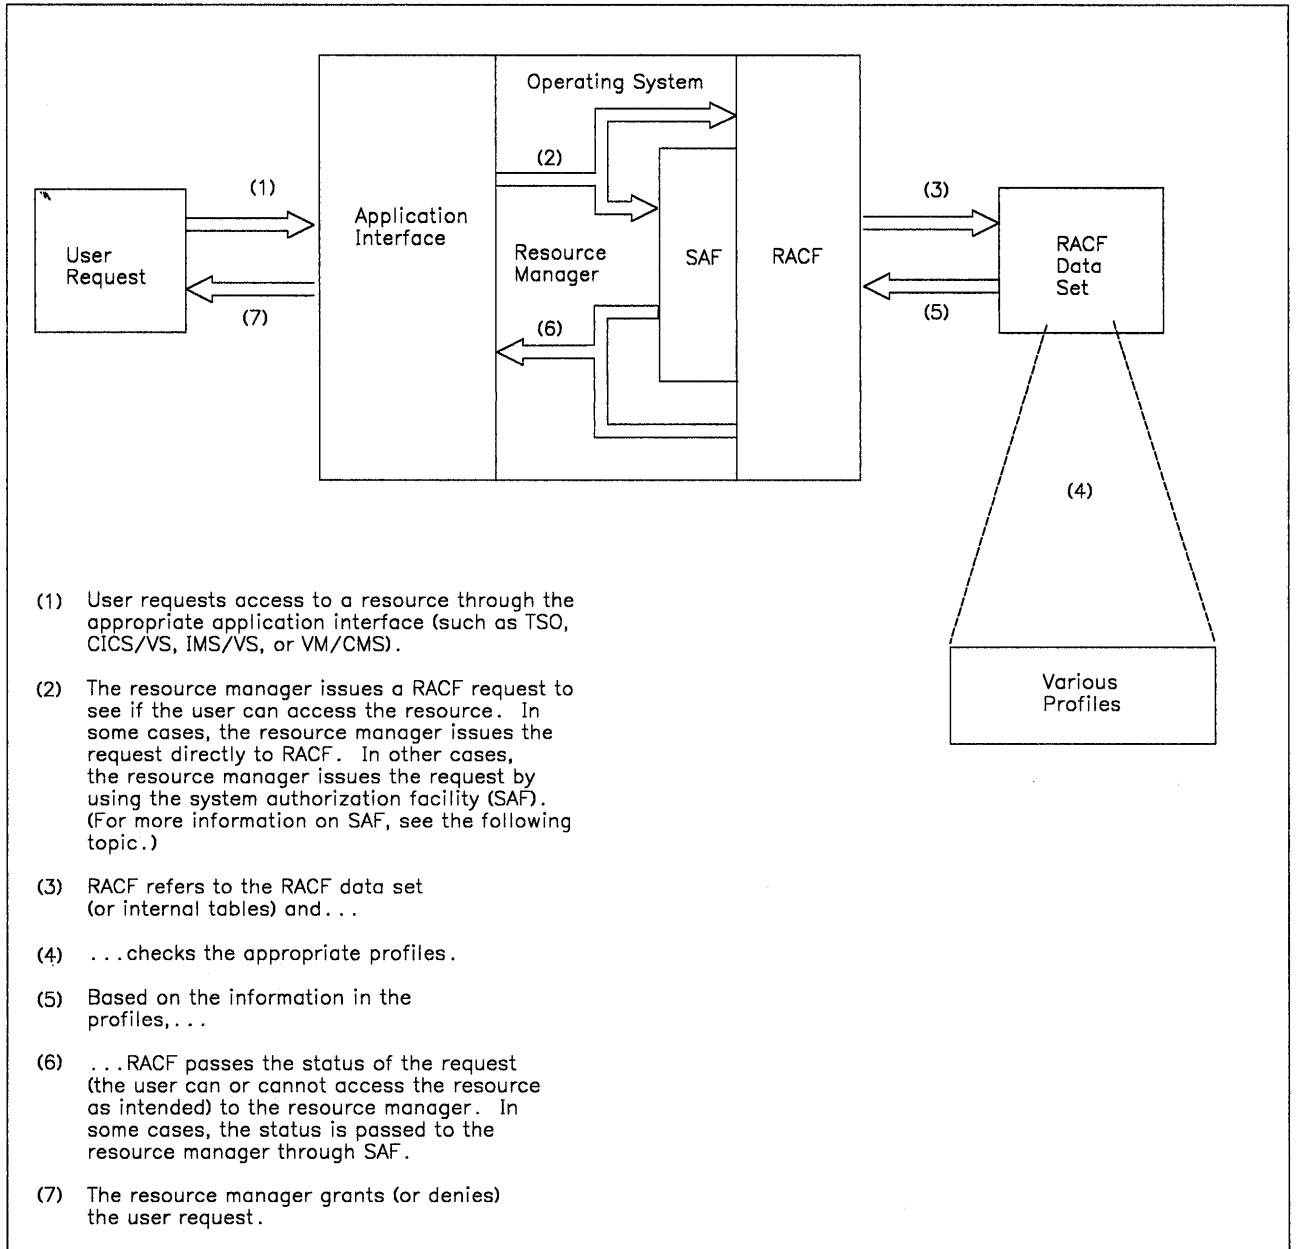 Operating System
(2)
(1)
(3)
Application
Interface
User
Request
Resource
Manager
SAF
RACF
RACF
Data
Set
(7)
(6)
(5)
(4)
Various
Profiles
(1) User requests access to a resource through the
appropriate application interface (such as TSO,
CICS/VS, IMS/VS, or VM/CMS).
(2) The resource manager issues a RACF request to
see if the user can access the resource. In
some cases, the resource manager issues the
request directly to RACF. In other cases,
the resource manager issues the request by
using the system authorization facility (SAF).
(For more information on SAF, see the following
topic.)
(3) RACF refers to the RACF data set
(or internal tables) and...
(4) ...checks the appropriate profiles.
(5) Based on the information in the
profiles,...
(6) ...RACF passes the status of the request
(the user can or cannot access the resource
as intended) to the resource manager. In
some cases, the status is passed to the
resource manager through SAF.
(7) The resource manager grants (or denies)
the user request.